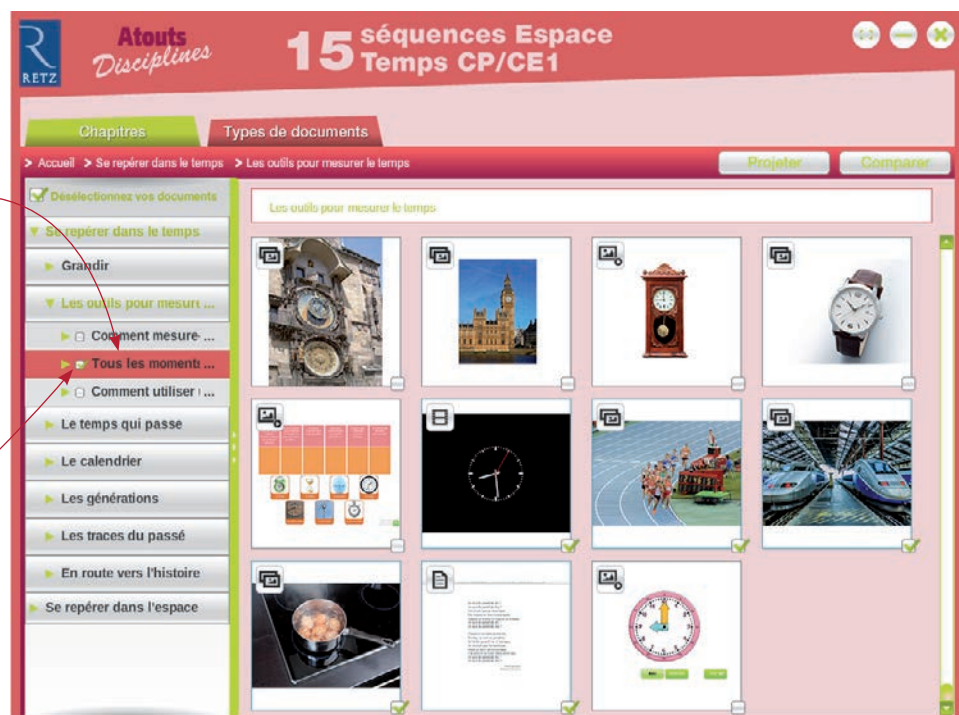 RETZ
Atouts
Disciplines
15 séquences Espace
Temps CP/CE1
Chapitres
Types de documents
> Accueil > Se repérer dans le temps > Les outils pour mesurer le temps
Projeter
Comparer
Désélectionnez vos documents
Se repérer dans le temps
Grandir
Les outils pour mesure ...
Comment mesure- ...
Tous les moments ...
Comment utiliser ...
Le temps qui passe
Le calendrier
Les générations
Les traces du passé
En route vers l'histoire
Se repérer dans l'espace
Les outils pour mesurer le temps